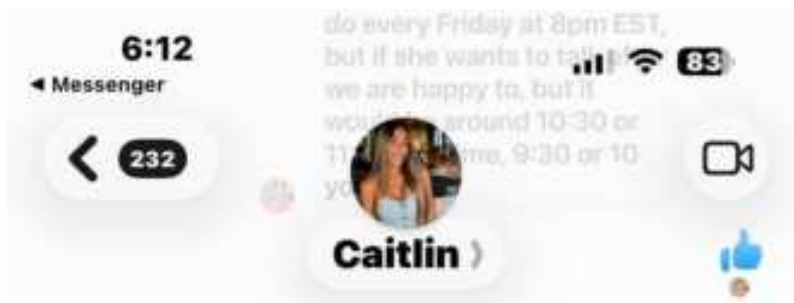 do every Friday at 8pm EST,
6:12
but if she wants to
83
◀ Messenger
we are happy to, but it
around 10:30 or
232
9:30 or 10
Caitlin >